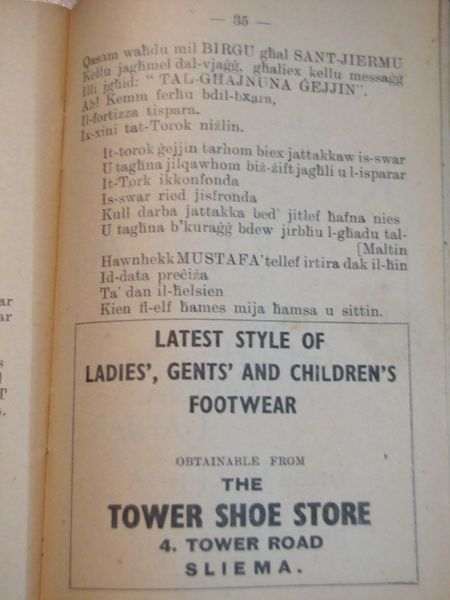 — 35 —
Qasam waħdu mil BIRGU għal SANT-JIERMU
Kellu jagħmel dal-vjaġġ, għaliex kellu messaġġ
Illi jgħid: “ TAL-GĦAJNUNA ĠEJJIN”.
Ah! Kemm ferħu bdil-bxara,
Il-fortizza tispara.
Ix-xini tat-Torok niżlin.
It-torok ġejjin tarhom biex jattakkaw is-swar
U tagħna jilqawhom biż-żift jagħli u l-isparar
It-Tork ikkonfonda
Is-swar ried jisfronda
Kull darba jattakka bed' jitlef ħafna nies
U tagħna b'kuraġġ bdew jirbħu l-għadu tal-
[Maltin
Hawnhekk MUSTAFA' tellef irtira dak il-ħin
Id-data preċiża
Ta' dan il-ħelsien
Kien fl-elf ħames mija ħamsa u sittin.
LATEST STYLE OF
LADIES', GENTS' AND CHILDREN'S
FOOTWEAR
OBTAINABLE FROM
THE
TOWER SHOE STORE
4. TOWER ROAD
SLIEMA.